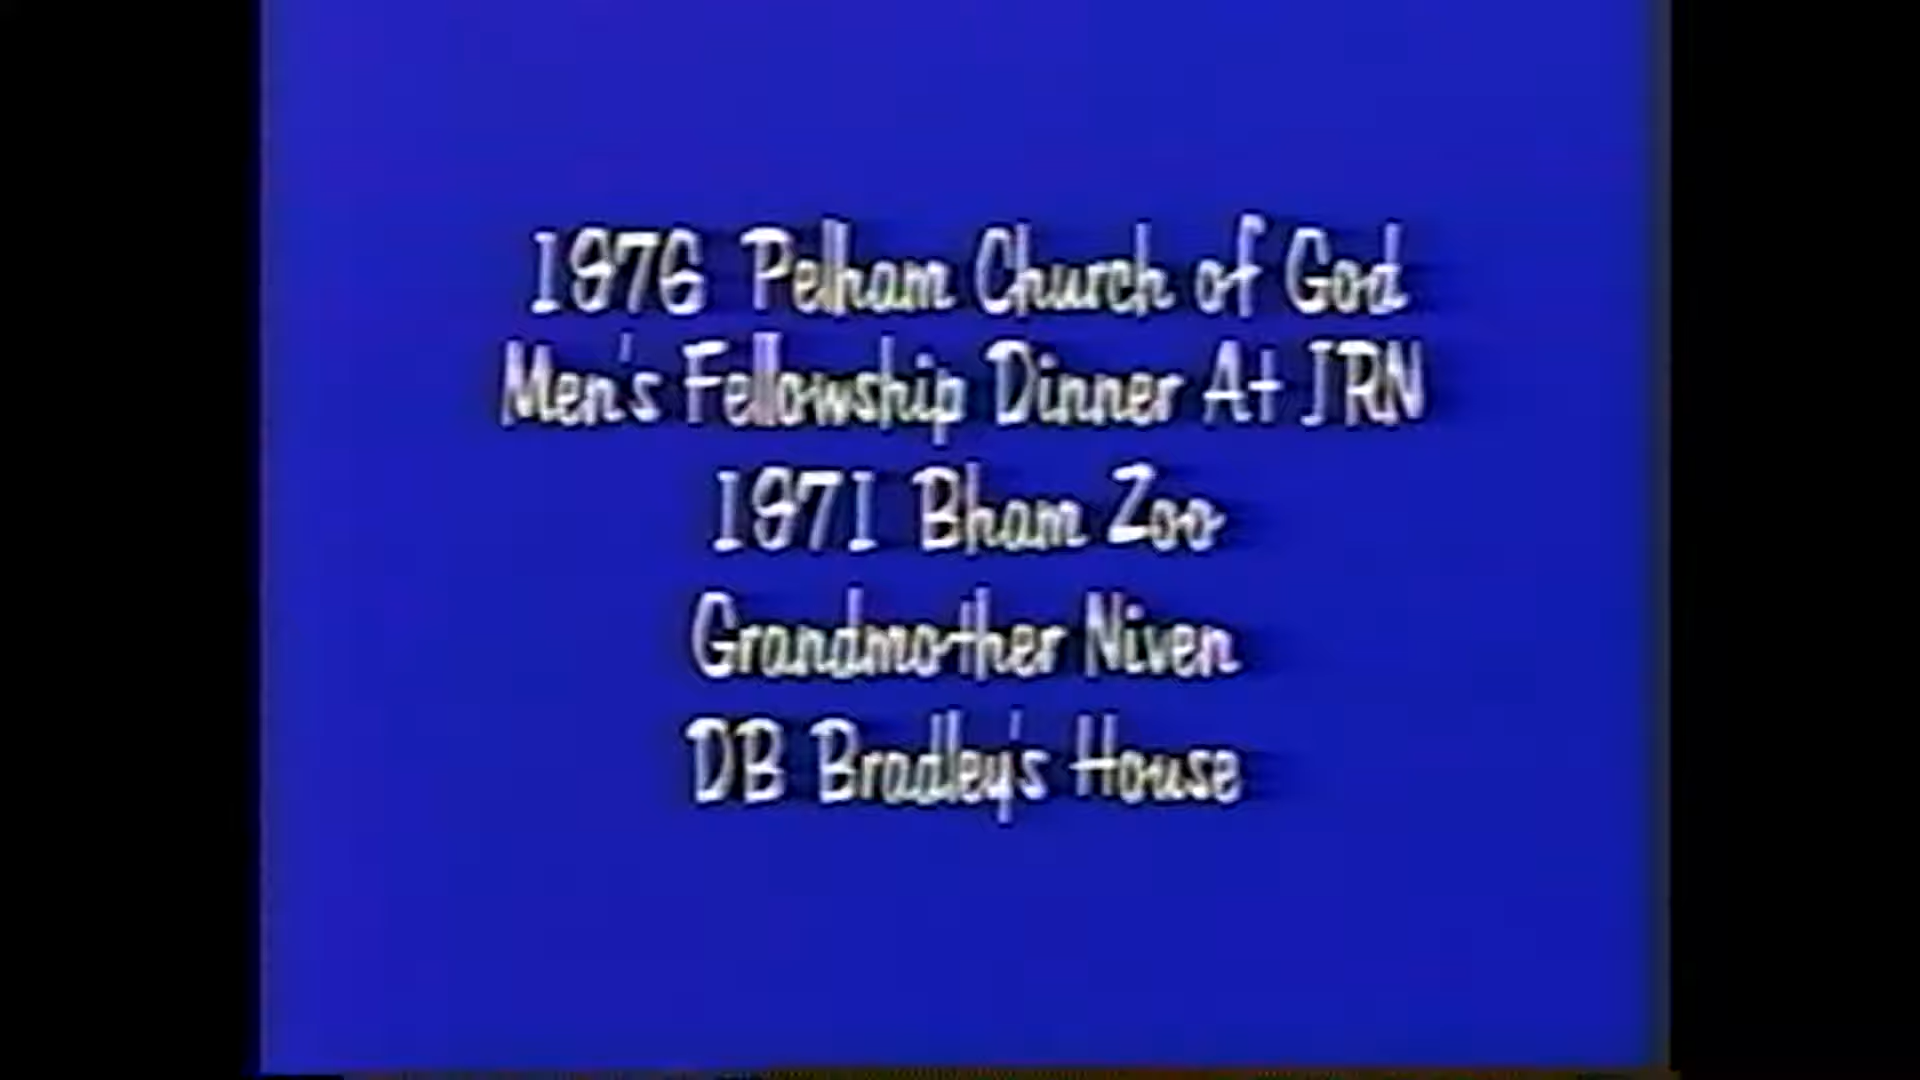 1976 Pelham Church of God
Men's Fellowship Dinner At JRN
1971 Bham Zoo
Grandmother Niven
DB Bradley's House